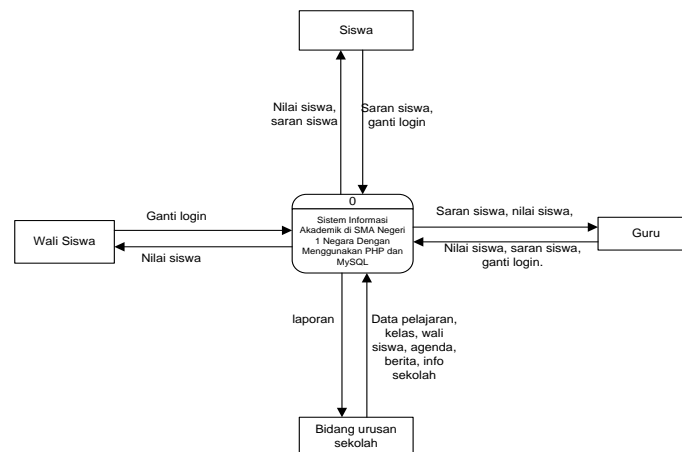 Siswa
Nilai siswa,
saran siswa
Saran siswa,
ganti login
0
Sistem Informasi
Akademik di SMA Negeri
1 Negara Dengan
Menggunakan PHP dan
MySQL
Wali Siswa
Ganti login
Nilai siswa
Saran siswa, nilai siswa,
Nilai siswa, saran siswa,
ganti login.
Guru
laporan
Data pelajaran,
kelas, wali
siswa, agenda,
berita, info
sekolah
Bidang urusan
sekolah